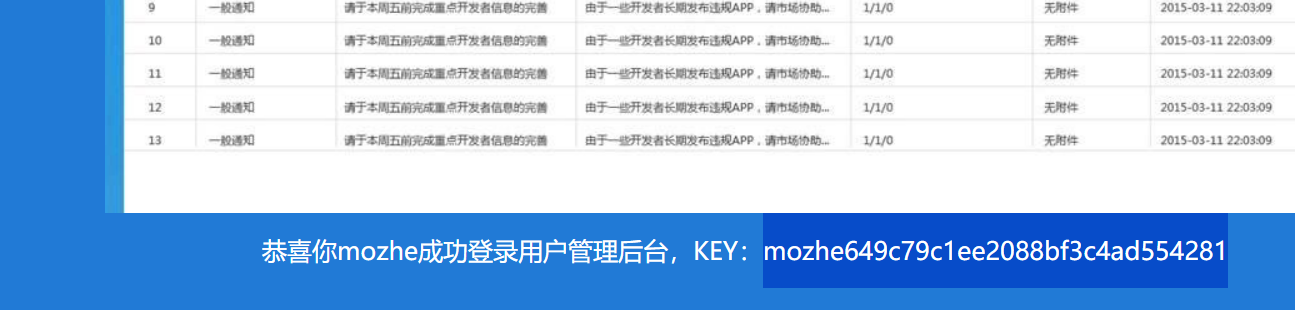 9 一般通知 请于本周五前完成重点开发者信息的完善 由于一些开发者长期发布违规APP，请市场协助... 1/1/0 无附件 2015-03-11 22:03:09
10 一般通知 请于本周五前完成重点开发者信息的完善 由于一些开发者长期发布违规APP，请市场协助... 1/1/0 无附件 2015-03-11 22:03:09
11 一般通知 请于本周五前完成重点开发者信息的完善 由于一些开发者长期发布违规APP，请市场协助... 1/1/0 无附件 2015-03-11 22:03:09
12 一般通知 请于本周五前完成重点开发者信息的完善 由于一些开发者长期发布违规APP，请市场协助... 1/1/0 无附件 2015-03-11 22:03:09
13 一般通知 请于本周五前完成重点开发者信息的完善 由于一些开发者长期发布违规APP，请市场协助... 1/1/0 无附件 2015-03-11 22:03:09
恭喜你mozhe成功登录用户管理后台，KEY：mozhe649c79c1ee2088bf3c4ad554281